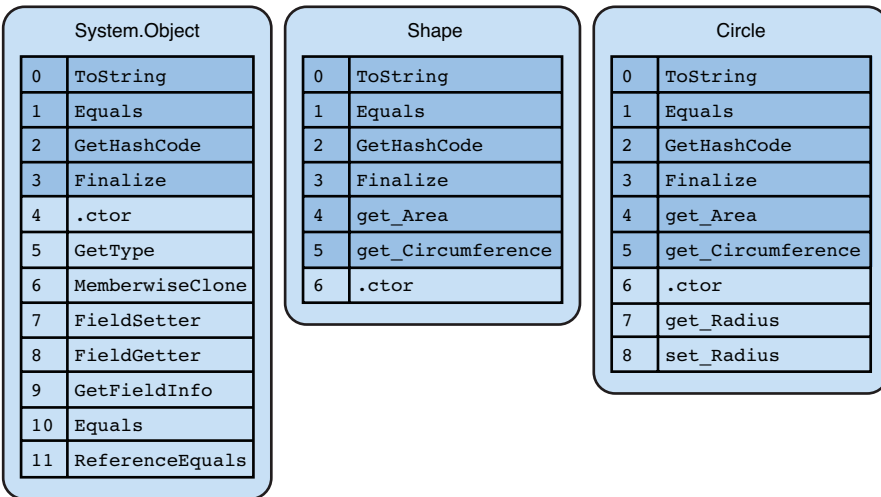 System.Object
0 ToString
1 Equals
2 GetHashCode
3 Finalize
4 .ctor
5 GetType
6 MemberwiseClone
7 FieldSetter
8 FieldGetter
9 GetFieldInfo
10 Equals
11 ReferenceEquals
Shape
0 ToString
1 Equals
2 GetHashCode
3 Finalize
4 get_Area
5 get_Circumference
6 .ctor
Circle
0 ToString
1 Equals
2 GetHashCode
3 Finalize
4 get_Area
5 get_Circumference
6 .ctor
7 get_Radius
8 set_Radius